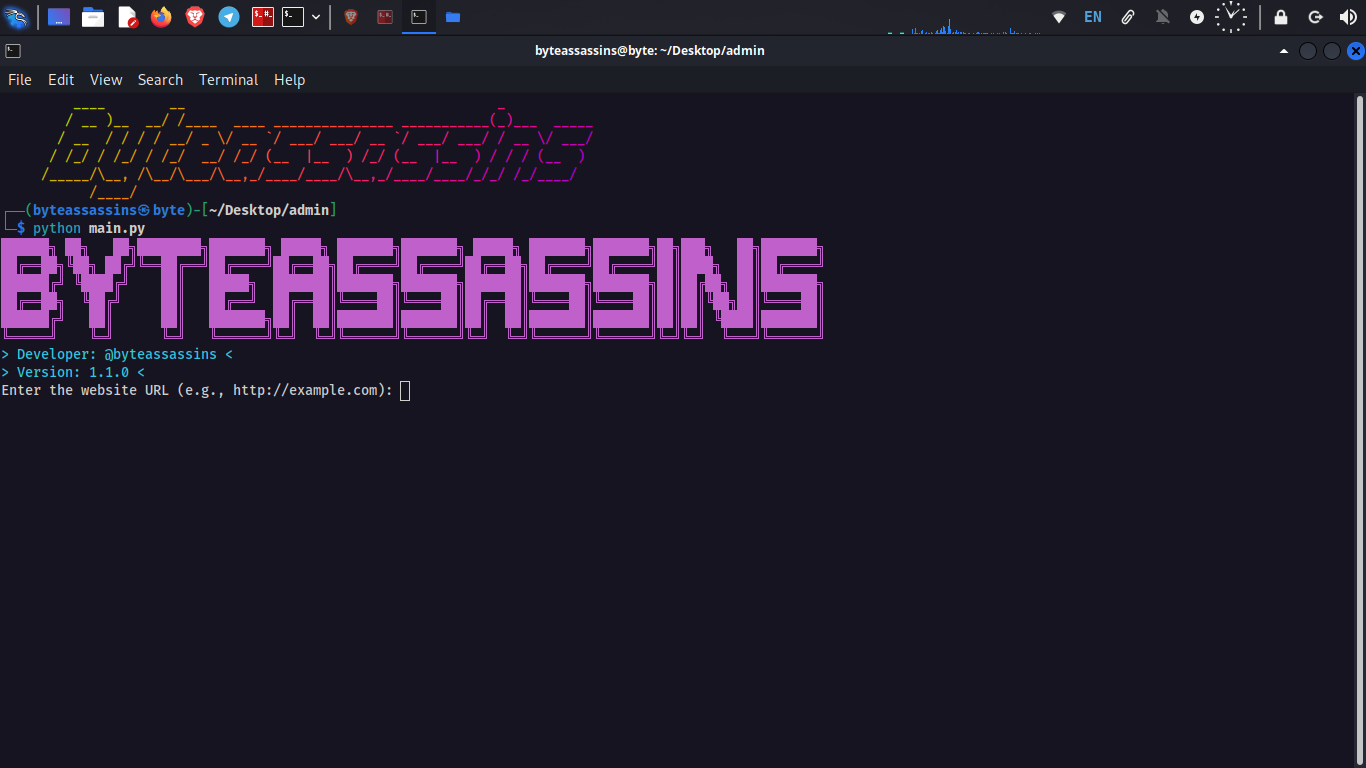 EN
byteassassins@byte: ~/Desktop/admin
File Edit View Search Terminal Help
Byteassassins
(byteassassins㉿byte)-[~/Desktop/admin]
$ python main.py
BYTEASSASSINS
> Developer: @byteassassins <
> Version: 1.1.0 <
Enter the website URL (e.g., http://example.com):